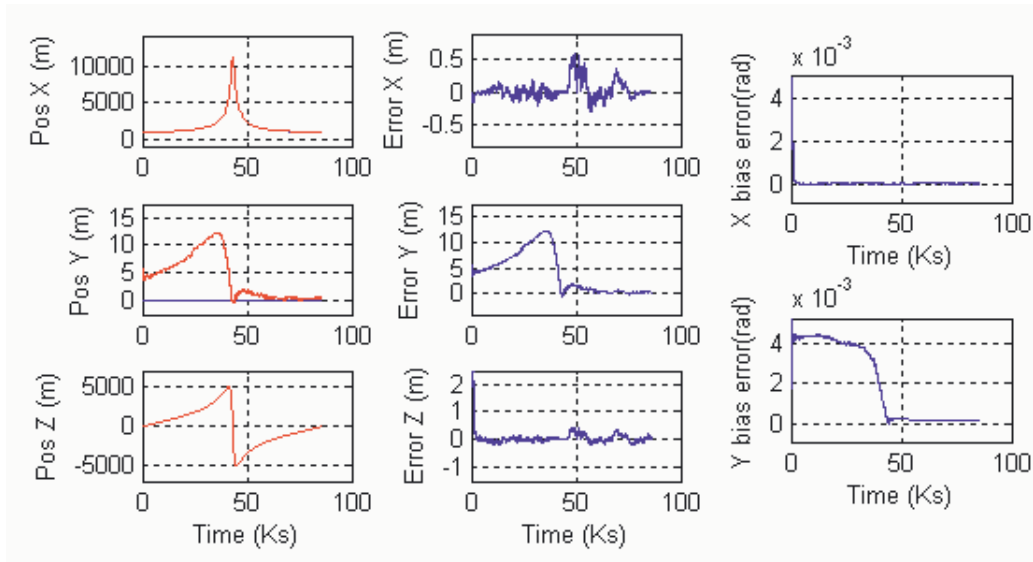 Pos X (m)
10000
5000
0
0 50 100
Error X (m)
0.5
0
-0.5
0 50 100
x 10-3
X bias error(rad)
4
2
0
0 50 100
Time (Ks)
Pos Y (m)
15
10
5
0
0 50 100
Error Y (m)
15
10
5
0
0 50 100
x 10-3
Y bias error(rad)
4
2
0
0 50 100
Time (Ks)
Pos Z (m)
5000
0
-5000
0 50 100
Time (Ks)
Error Z (m)
2
1
0
-1
0 50 100
Time (Ks)